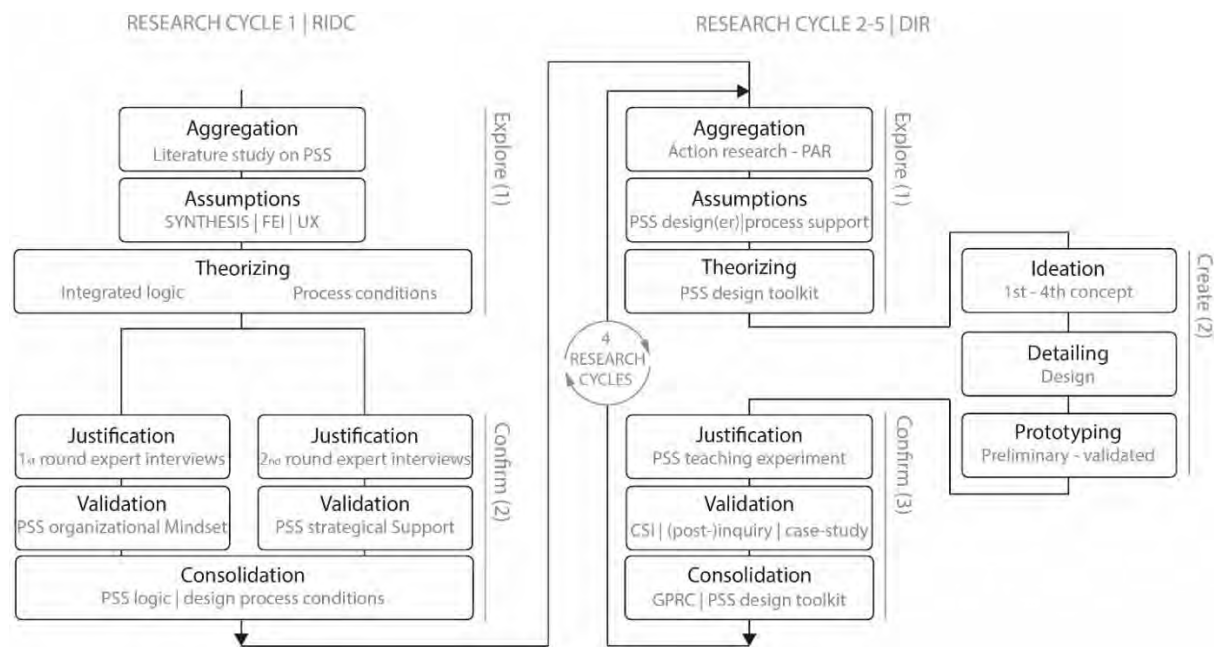 RESEARCH CYCLE 1 | RIDC
Aggregation
Literature study on PSS
Assumptions
SYNTHESIS | FEI | UX
Theorizing
Integrated logic Process conditions
Explore (1)
Justification
1st round expert interviews
Validation
PSS organizational Mindset
Justification
2nd round expert interviews
Validation
PSS strategical Support
Consolidation
PSS logic | design process conditions
Confirm (2)
RESEARCH CYCLE 2-5 | DIR
Aggregation
Action research - PAR
Assumptions
PSS design(er)|process support
Theorizing
PSS design toolkit
Explore (1)
Ideation
1st - 4th concept
Detailing
Design
Prototyping
Preliminary - validated
Create (2)
4
RESEARCH
CYCLES
Justification
PSS teaching experiment
Validation
CSI | (post-)inquiry | case-study
Consolidation
GPRC | PSS design toolkit
Confirm (3)